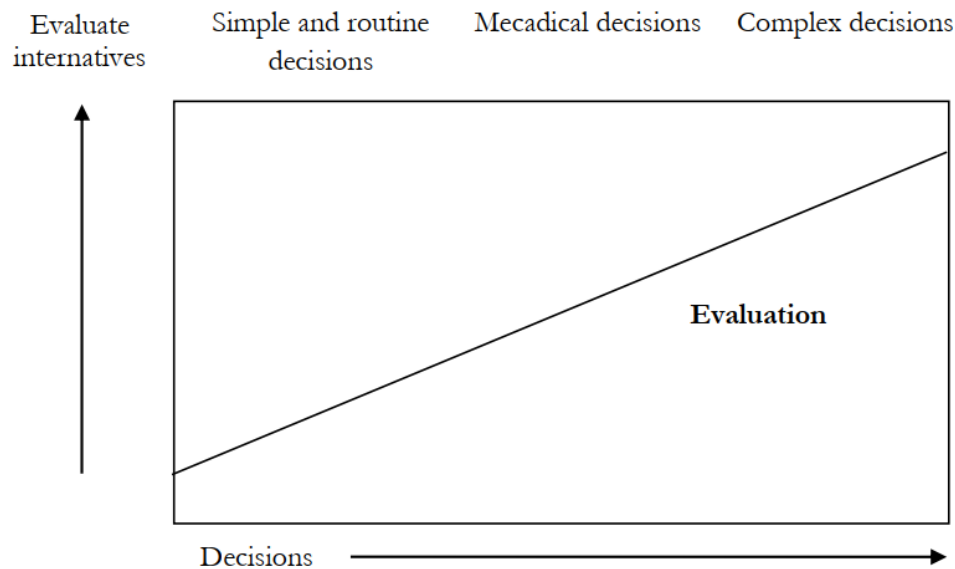 Evaluate
internatives
Simple and routine
decisions
Mecadical decisions
Complex decisions
Evaluation
Decisions